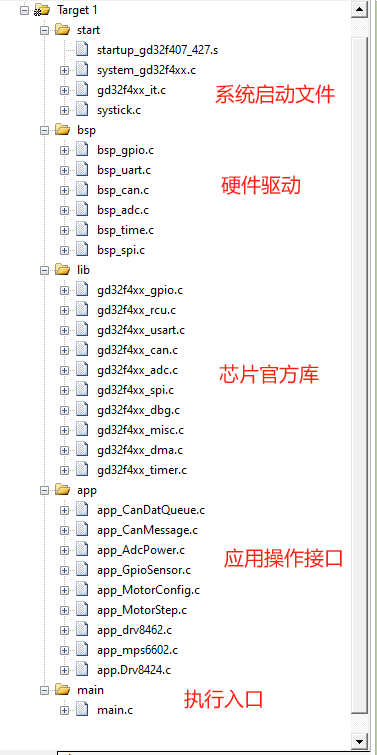 Target 1
start
startup_gd32f407_427.s
system_gd32f4xx.c
gd32f4xx_it.c
系统启动文件
systick.c
bsp
bsp_gpio.c
bsp_uart.c
硬件驱动
bsp_can.c
bsp_adc.c
bsp_time.c
bsp_spi.c
lib
gd32f4xx_gpio.c
gd32f4xx_rcu.c
gd32f4xx_usart.c
gd32f4xx_can.c
芯片官方库
gd32f4xx_adc.c
gd32f4xx_spi.c
gd32f4xx_dbg.c
gd32f4xx_misc.c
gd32f4xx_dma.c
gd32f4xx_timer.c
app
app_CanDatQueue.c
app_CanMessage.c
app_AdcPower.c
应用操作接口
app_GpioSensor.c
app_MotorConfig.c
app_MotorStep.c
app_drv8462.c
app_mps6602.c
app.Drv8424.c
main
执行入口
main.c